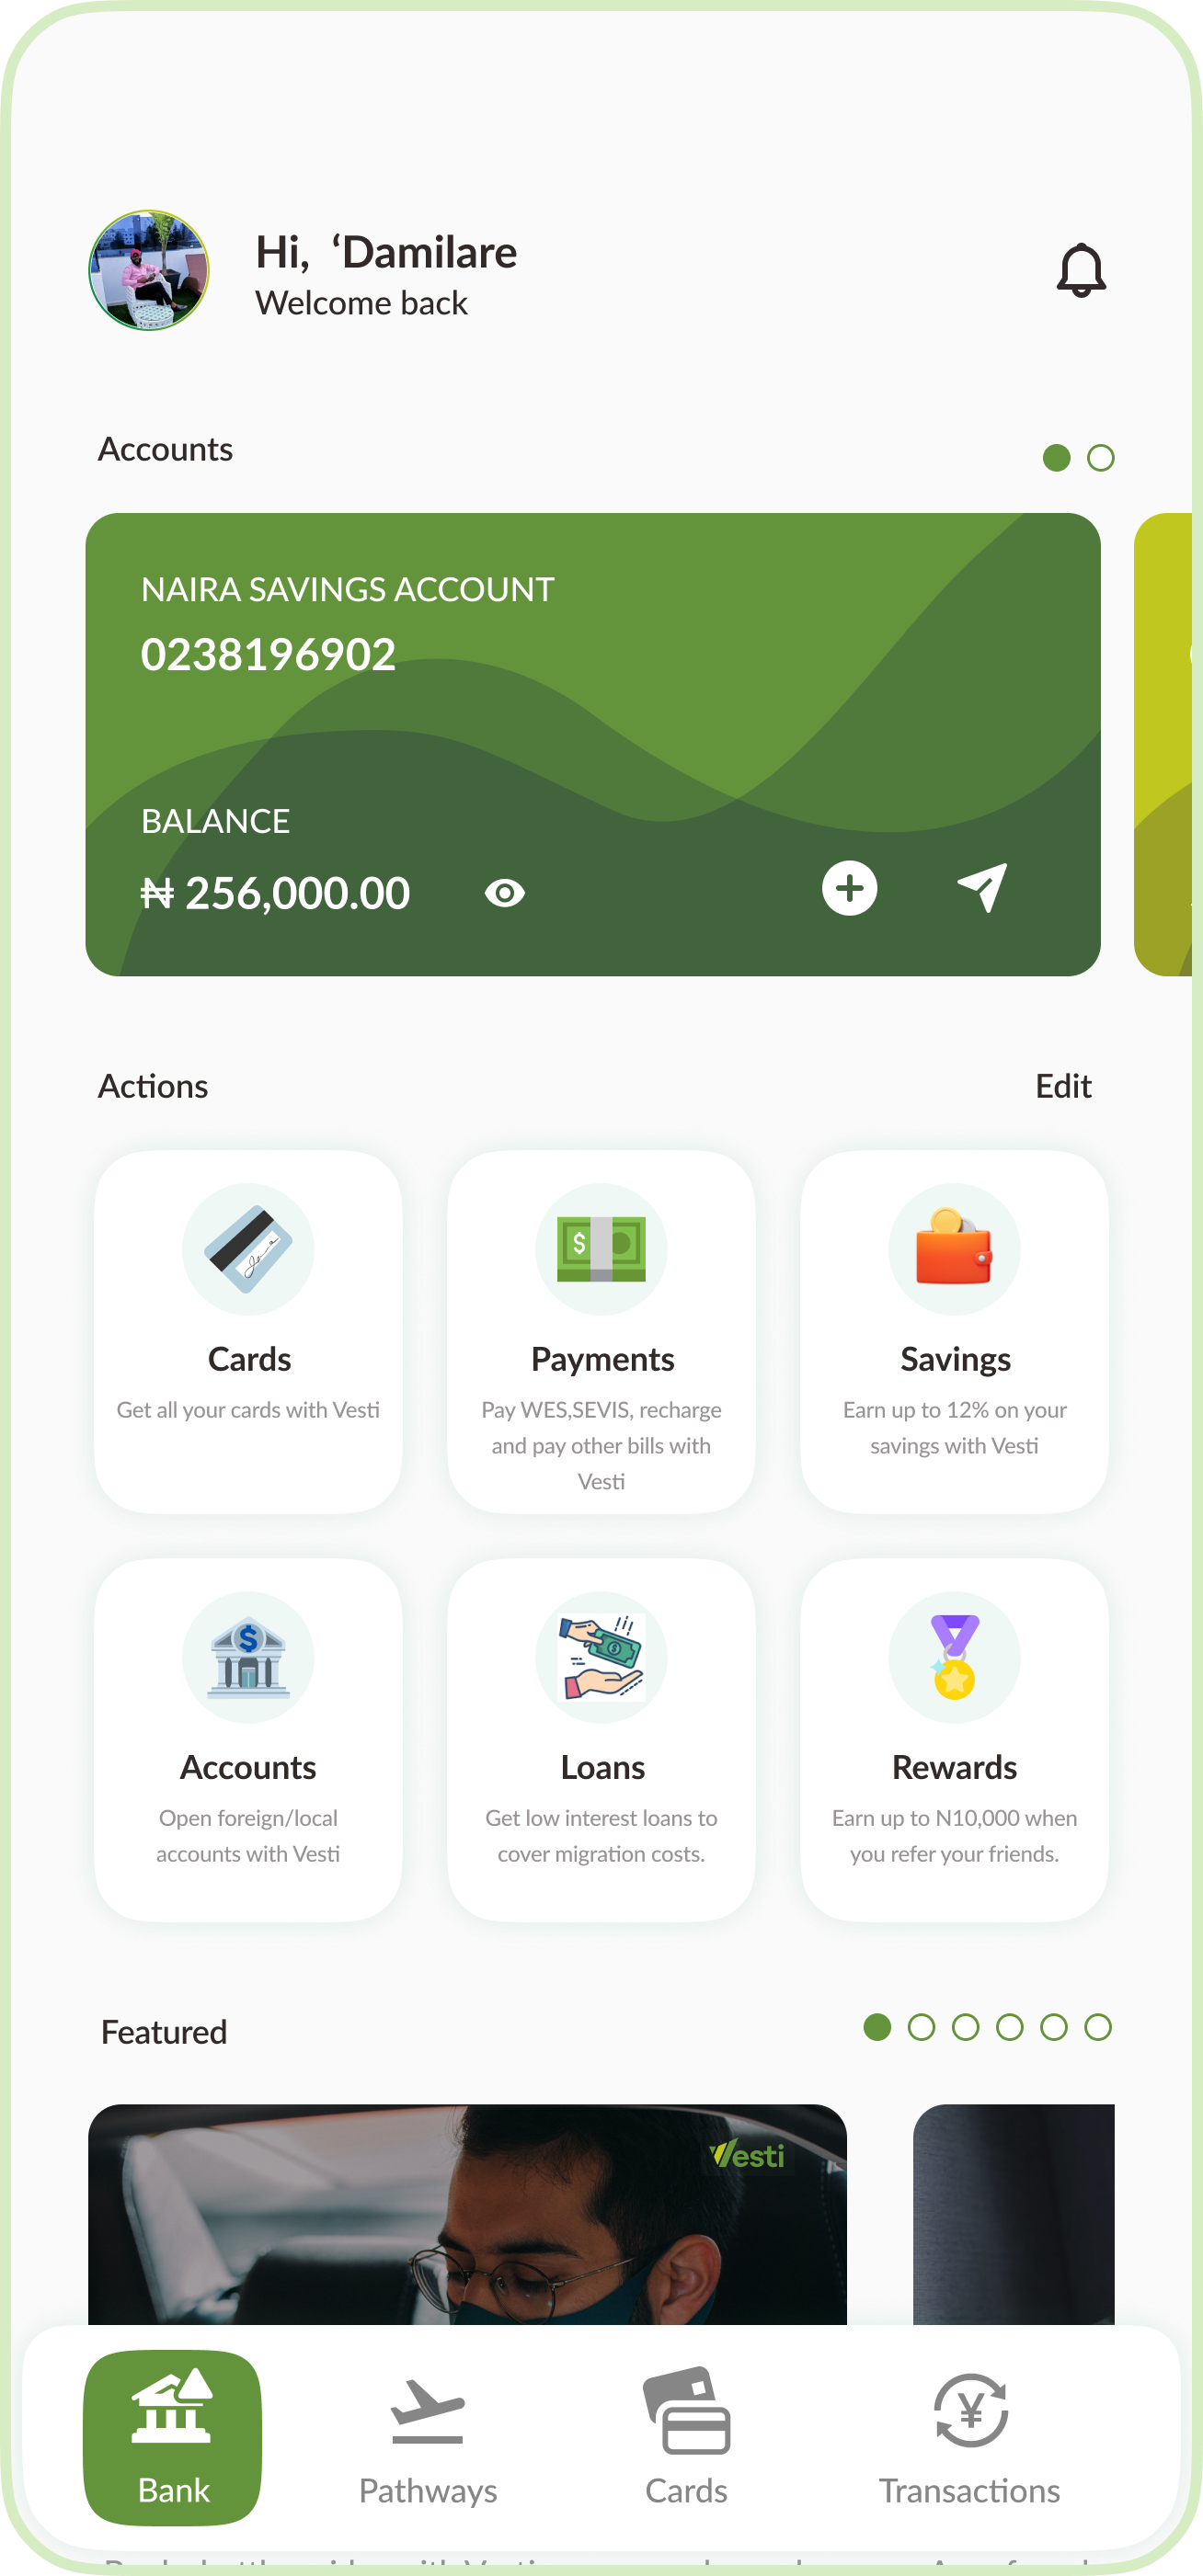 Hi, ‘Damilare
Welcome back
Accounts
NAIRA SAVINGS ACCOUNT
0238196902
BALANCE
₦ 256,000.00
Actions
Edit
Cards
Get all your cards with Vesti
Payments
Pay WES,SEVIS, recharge
and pay other bills with
Vesti
Savings
Earn up to 12% on your
savings with Vesti
Accounts
Open foreign/local
accounts with Vesti
Loans
Get low interest loans to
cover migration costs.
Rewards
Earn up to N10,000 when
you refer your friends.
Featured
Vesti
Bank
Pathways
Cards
Transactions